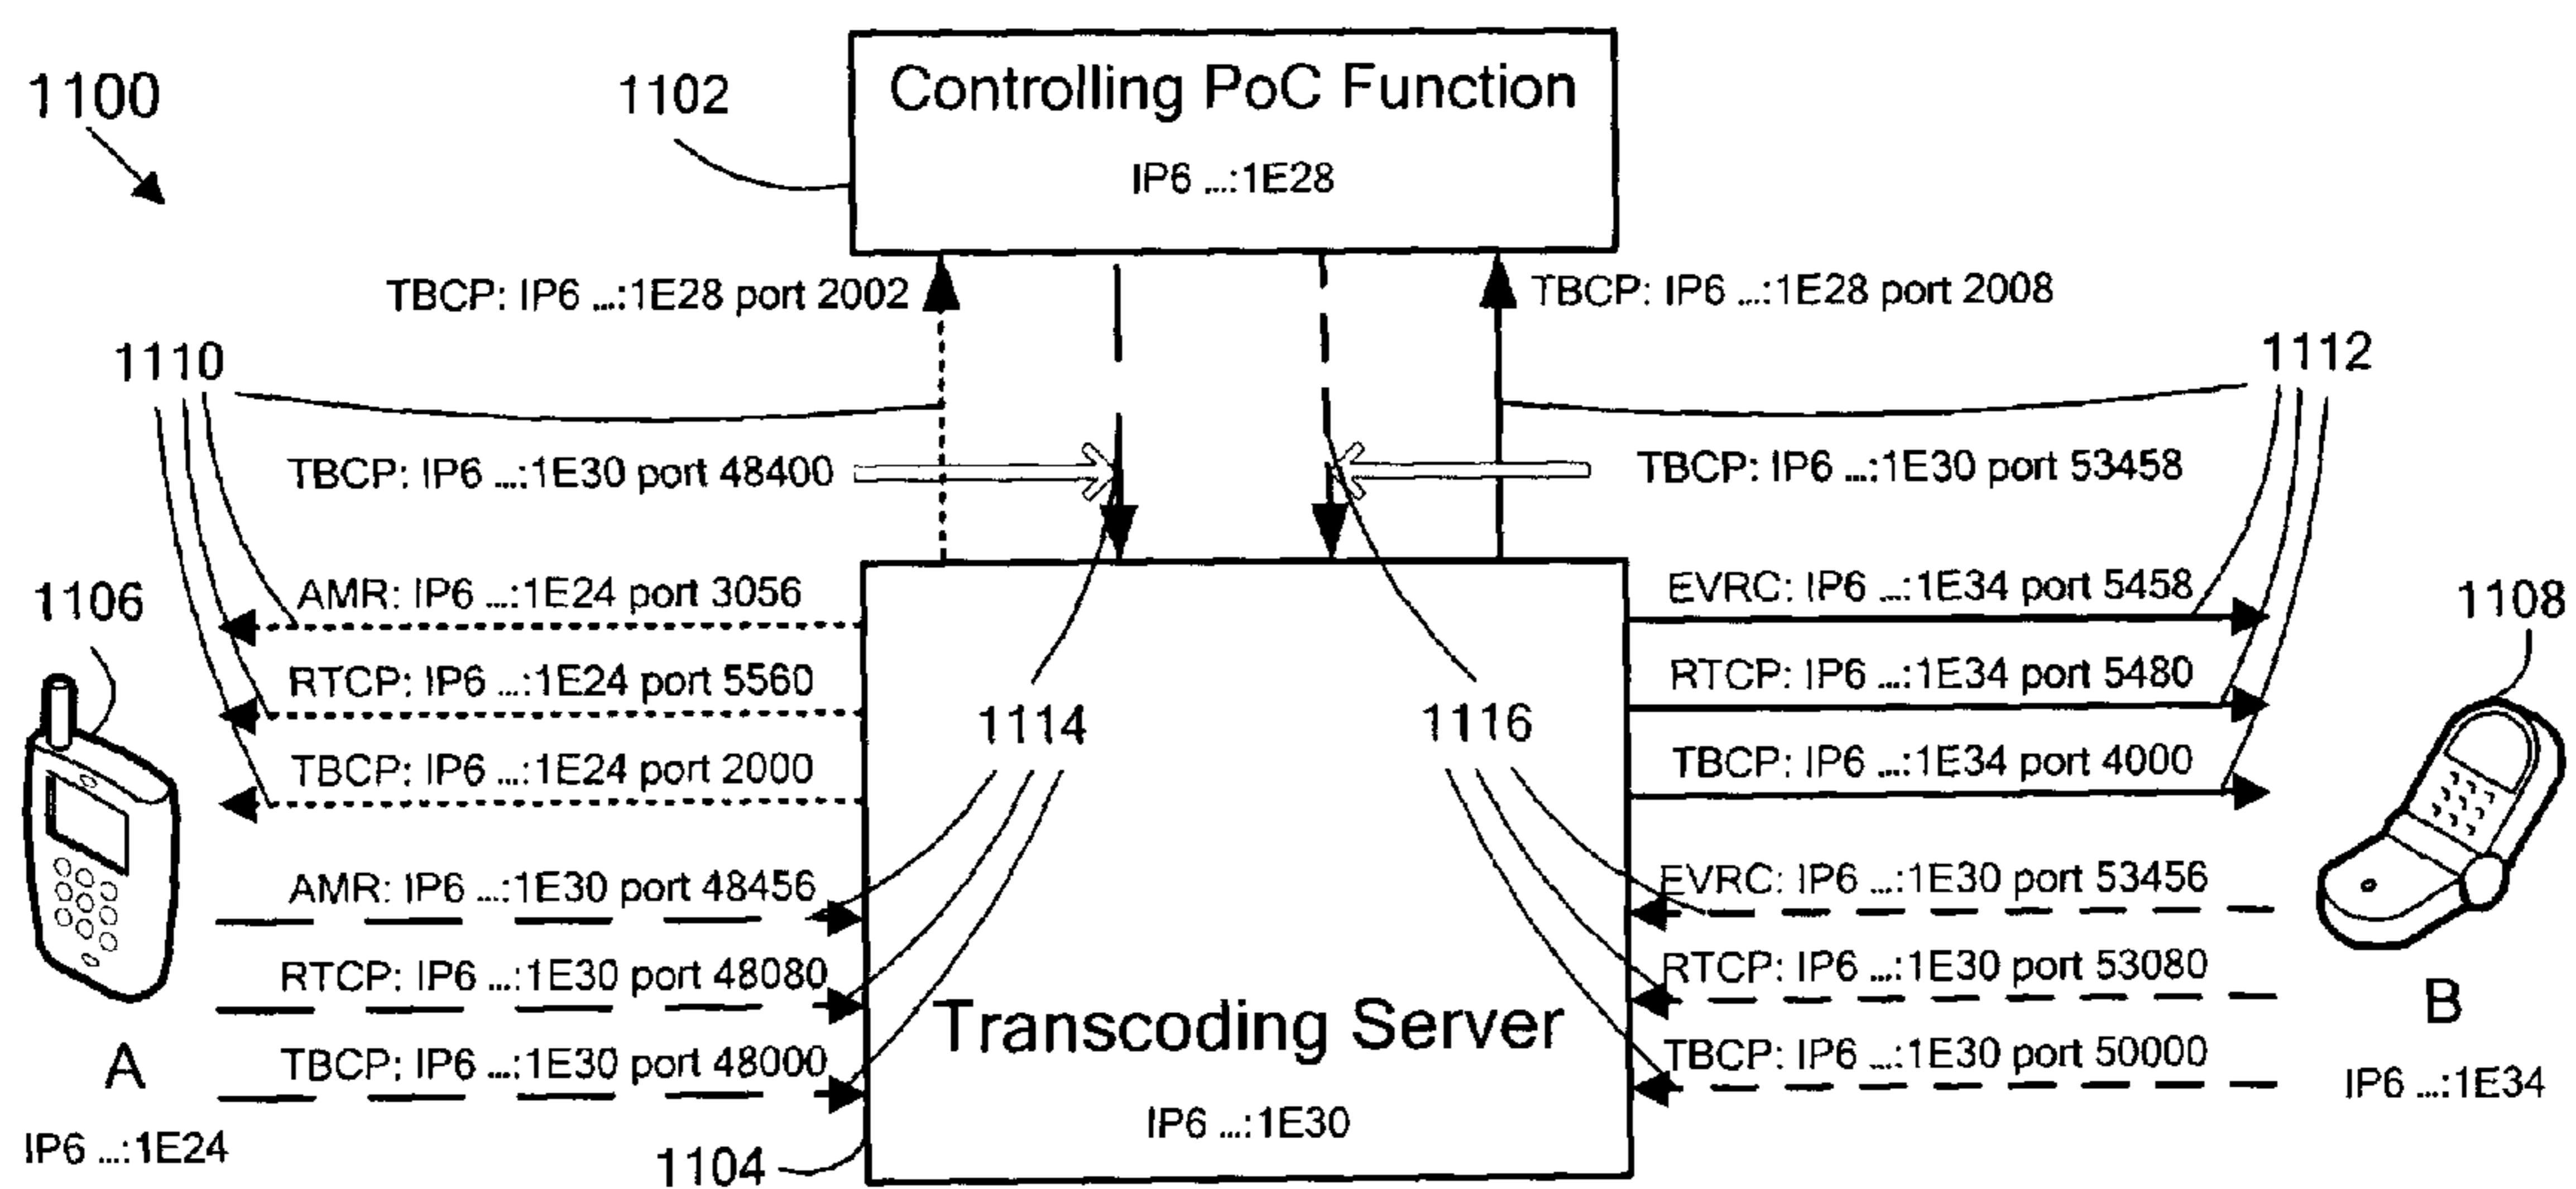 1100
1102
Controlling PoC Function
IP6 ...:1E28
TBCP: IP6 ...:1E28 port 2002
TBCP: IP6 ...:1E28 port 2008
1110
1112
TBCP: IP6 ...:1E30 port 48400
TBCP: IP6 ...:1E30 port 53458
1106
AMR: IP6 ...:1E24 port 3056
EVRC: IP6 ...:1E34 port 5458
1108
RTCP: IP6 ...:1E24 port 5560
RTCP: IP6 ...:1E34 port 5480
1114
1116
TBCP: IP6 ...:1E24 port 2000
TBCP: IP6 ...:1E34 port 4000
AMR: IP6 ...:1E30 port 48456
EVRC: IP6 ...:1E30 port 53456
RTCP: IP6 ...:1E30 port 48080
RTCP: IP6 ...:1E30 port 53080
Transcoding Server
B
A
TBCP: IP6 ...:1E30 port 48000
TBCP: IP6 ...:1E30 port 50000
IP6 ...:1E34
IP6 ...:1E30
IP6 ...:1E24
1104